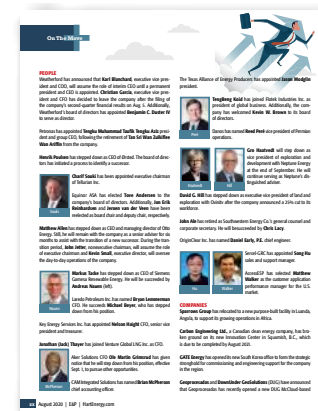 On The Move
PEOPLE
Weatherford has announced that Karl Blanchard, executive vice president
and COO, will assume the role of interim CEO until a permanent
president and CEO is appointed. Christian Garcia, executive vice president
and CFO has decided to leave the company after the filing of
the company's second-quarter financial results on Aug. 5. Additionally,
Weatherford's board of directors has appointed Benjamin C. Duster IV
to serve as director.
Petronas has appointed Tengku Muhammad Taufik Tengku Aziz president
and group CEO, following the retirement of Tan Sri Wan Zulkiflee
Wan Ariffin from the company.
Henrik Poulsen has stepped down as CEO of Ørsted. The board of directors
has initiated a process to identify a successor.
Charif Souki has been appointed executive chairman
of Tellurian Inc.
Equinor ASA has elected Tove Andersen to the
company's board of directors. Additionally, Jon Erik
Reinhardsen and Jeroen van der Veer have been
reelected as board chair and deputy chair, respectively.
Souki
Matthew Allen has stepped down as CEO and managing director of Otto
Energy. Still, he will remain with the company as a senior adviser for six
months to assist with the transition of a new successor. During the transition
period, John Jetter, nonexecutive chairman, will assume the role
of executive chairman and Kevin Small, executive director, will oversee
the day-to-day operations of the company.
Markus Tacke has stepped down as CEO of Siemens
Gamesa Renewable Energy. He will be succeeded by
Andreas Nauen (left).
Laredo Petroleum Inc. has named Bryan Lemmerman
CFO. He succeeds Michael Beyer, who has stepped
down from his position.
Nauen
Key Energy Services Inc. has appointed Nelson Haight CFO, senior vice
president and treasurer.
Jonathan (Jack) Thayer has joined Venture Global LNG Inc. as CFO.
Aker Solutions CFO Ole Martin Grimsrud has given
notice that he will step down from his position, effective
Sept. 1, to pursue other opportunities.
CAM Integrated Solutions has named Brian McPherson
chief accounting officer.
McPherson
The Texas Alliance of Energy Producers has appointed Jason Modglin
president.
TengBeng Koid has joined Flotek Industries Inc. as
president of global business. Additionally, the company
has welcomed Kevin W. Brown to its board
of directors.
Danos has named Reed Peré vice president of Permian
operations.
Peré
Gro Haatvedt will step down as
vice president of exploration and
development with Neptune Energy
at the end of September. He will
continue serving as Neptune's distinguished
adviser.
Haatvedt
Hill
David G. Hill has stepped down as executive vice president of land and
exploration with Ovintiv after the company announced a 25% cut to its
workforce.
John Ale has retired as Southwestern Energy Co.'s general counsel and
corporate secretary. He will be succeeded by Chris Lacy.
OriginClear Inc. has named Daniel Early, P.E. chief engineer.
Sercel-GRC has appointed Song Hu
sales and support manager.
AccessESP has selected Matthew
Walker as the customer application
performance manager for the U.S.
market.
Hu
Walker
COMPANIES
Sparrows Group has relocated to a new purpose-built facility in Luanda,
Angola, to support its growing operations in Africa.
Carbon Engineering Ltd., a Canadian clean energy company, has broken
ground on its new Innovation Center in Squamish, B.C., which
is due to be completed by August 2021.
GATE Energy has opened its new South Korea office to form the strategic
stronghold for commissioning and engineering support for the company
in the region.
Geoprosrados and Downlinder GeoSolutions (DUG) have announced
that Geoprosrados has recently opened a new DUG McCloud-based
22 August 2020 | E&P | HartEnergy.com